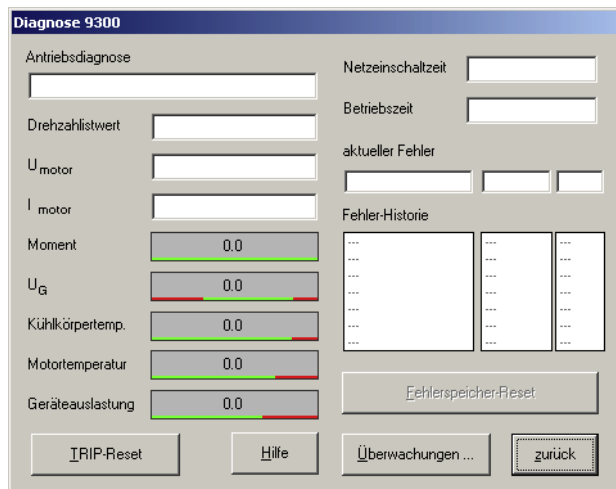 Diagnose 9300
Antriebsdiagnose
Drehzahlistwert
U motor
I motor
Moment 0.0
UG 0.0
Kühlkörpertemp. 0.0
Motortemperatur 0.0
Geräteauslastung 0.0
TRIP-Reset
Hilfe
Netzeinschaltzeit
Betriebszeit
aktueller Fehler
Fehler-Historie
--- --- ---
--- --- ---
--- --- ---
--- --- ---
--- --- ---
--- --- ---
--- --- ---
--- --- ---
Fehlerspeicher-Reset
Überwachungen ...
zurück